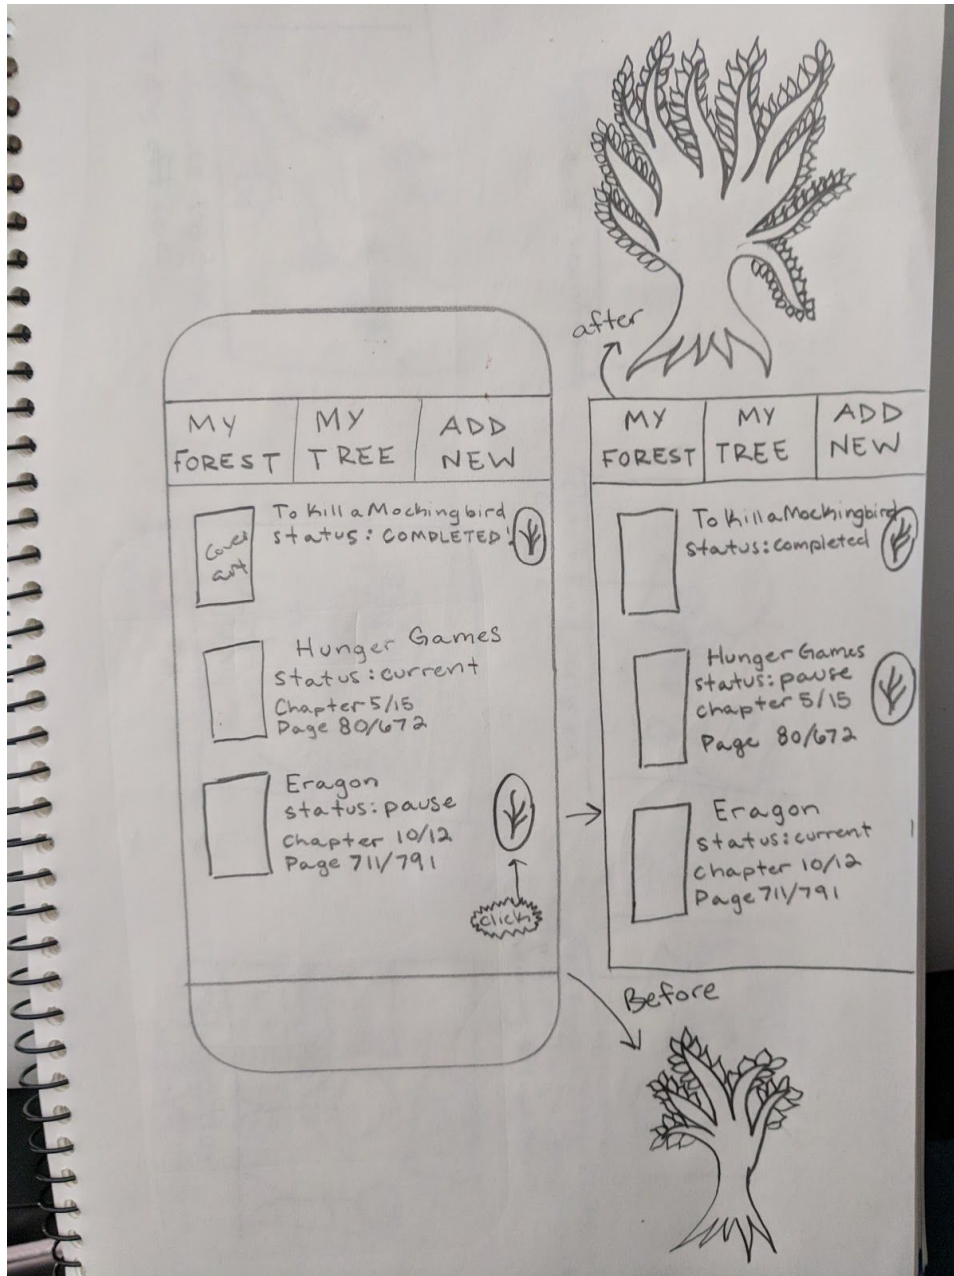 after
MY FOREST
MY TREE
ADD NEW
To Kill a Mockingbird
status: COMPLETED!
Cover art
Hunger Games
status: current
Chapter 5/15
Page 80/672
Eragon
status: pause
Chapter 10/12
Page 711/791
click
MY FOREST
MY TREE
ADD NEW
To Kill a Mockingbird
status: completed
Hunger Games
status: pause
chapter 5/15
Page 80/672
Eragon
status: current
chapter 10/12
Page 711/791
Before